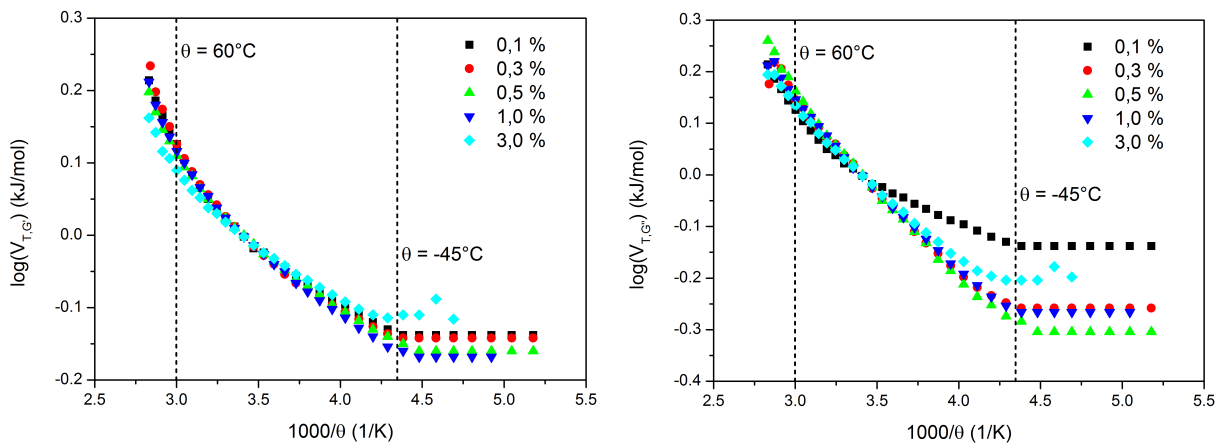 0.3
0.2
0.1
0.0
-0.1
-0.2
log(V_T,G') (kJ/mol)
θ = 60°C
θ = -45°C
0,1 %
0,3 %
0,5 %
1,0 %
3,0 %
2.5 3.0 3.5 4.0 4.5 5.0 5.5
1000/θ (1/K)
0.3
0.2
0.1
0.0
-0.1
-0.2
-0.3
-0.4
log(V_T,G'') (kJ/mol)
θ = 60°C
θ = -45°C
0,1 %
0,3 %
0,5 %
1,0 %
3,0 %
2.5 3.0 3.5 4.0 4.5 5.0 5.5
1000/θ (1/K)